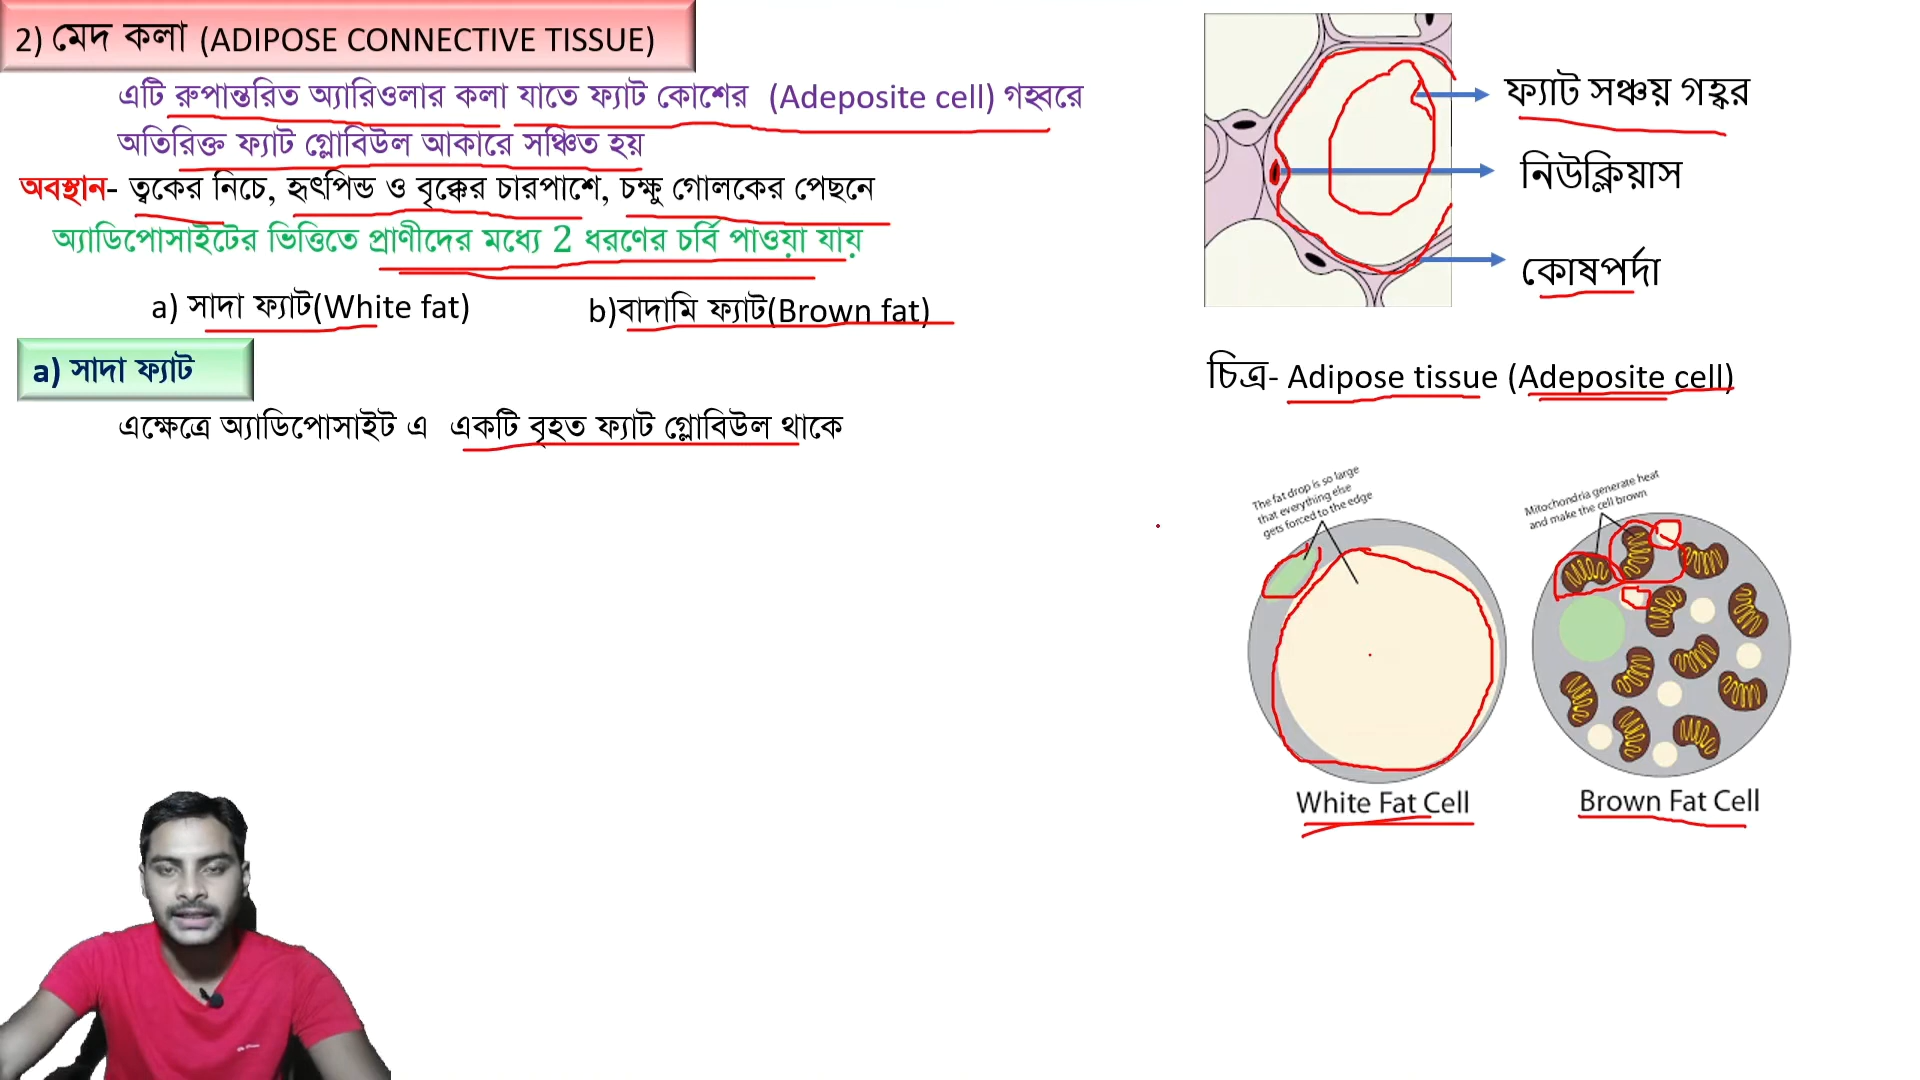 2) মেদ কলা (ADIPOSE CONNECTIVE TISSUE)
এটি রুপান্তরিত অ্যারিওলার কলা যাতে ফ্যাট কোশের (Adeposite cell) গহ্বরে
অতিরিক্ত ফ্যাট গ্লোবিউল আকারে সঞ্চিত হয়
অবস্থান- ত্বকের নিচে, হৃৎপিন্ড ও বৃক্কের চারপাশে, চক্ষু গোলকের পেছনে
অ্যাডিপোসাইটের ভিত্তিতে প্রাণীদের মধ্যে 2 ধরণের চর্বি পাওয়া যায়
a) সাদা ফ্যাট(White fat)
b)বাদামি ফ্যাট(Brown fat)
a) সাদা ফ্যাট
এক্ষেত্রে অ্যাডিপোসাইট এ একটি বৃহত ফ্যাট গ্লোবিউল থাকে
ফ্যাট সঞ্চয় গহ্বর
নিউক্লিয়াস
কোষপর্দা
চিত্র- Adipose tissue (Adeposite cell)
The fat drop is so large
that everything else
gets forced to the edge
Mitochondria generate heat
and make the cell brown
White Fat Cell
Brown Fat Cell